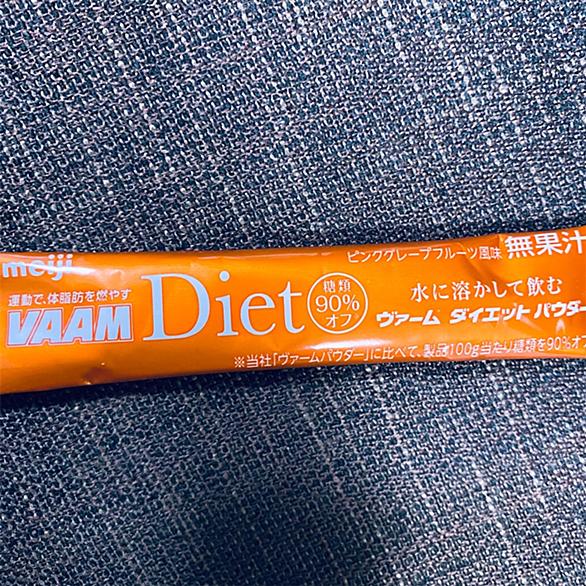 meiji
ピンクグレープフルーツ風味 無果汁
運動で、体脂肪を燃やす
VAAM Diet
糖類
90%
オフ
水に溶かして飲む
ヴァーム ダイエット パウダー
※当社「ヴァームパウダー」に比べて、製品100g当たり糖類を90%オフ